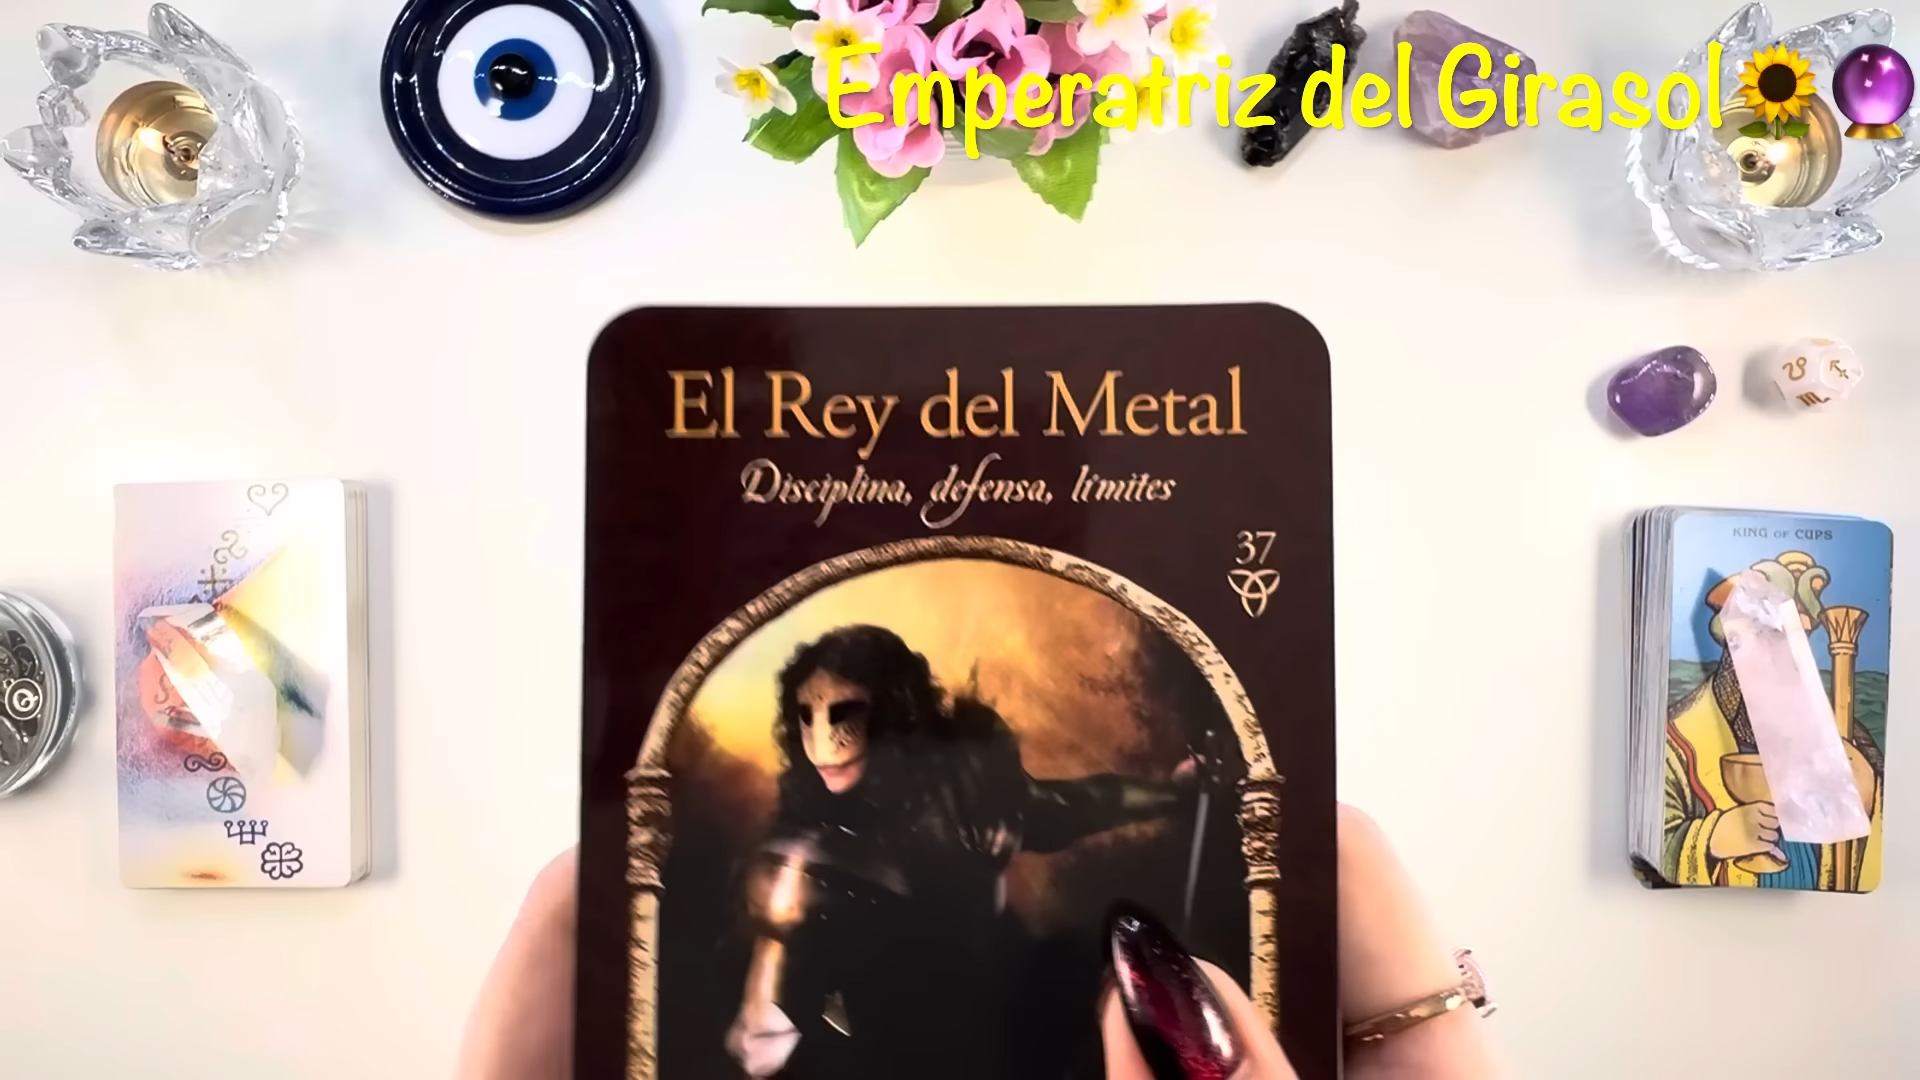 Emperatriz del Girasol🌻🔮
El Rey del Metal
Disciplina, defensa, límites
37
KING OF CUPS